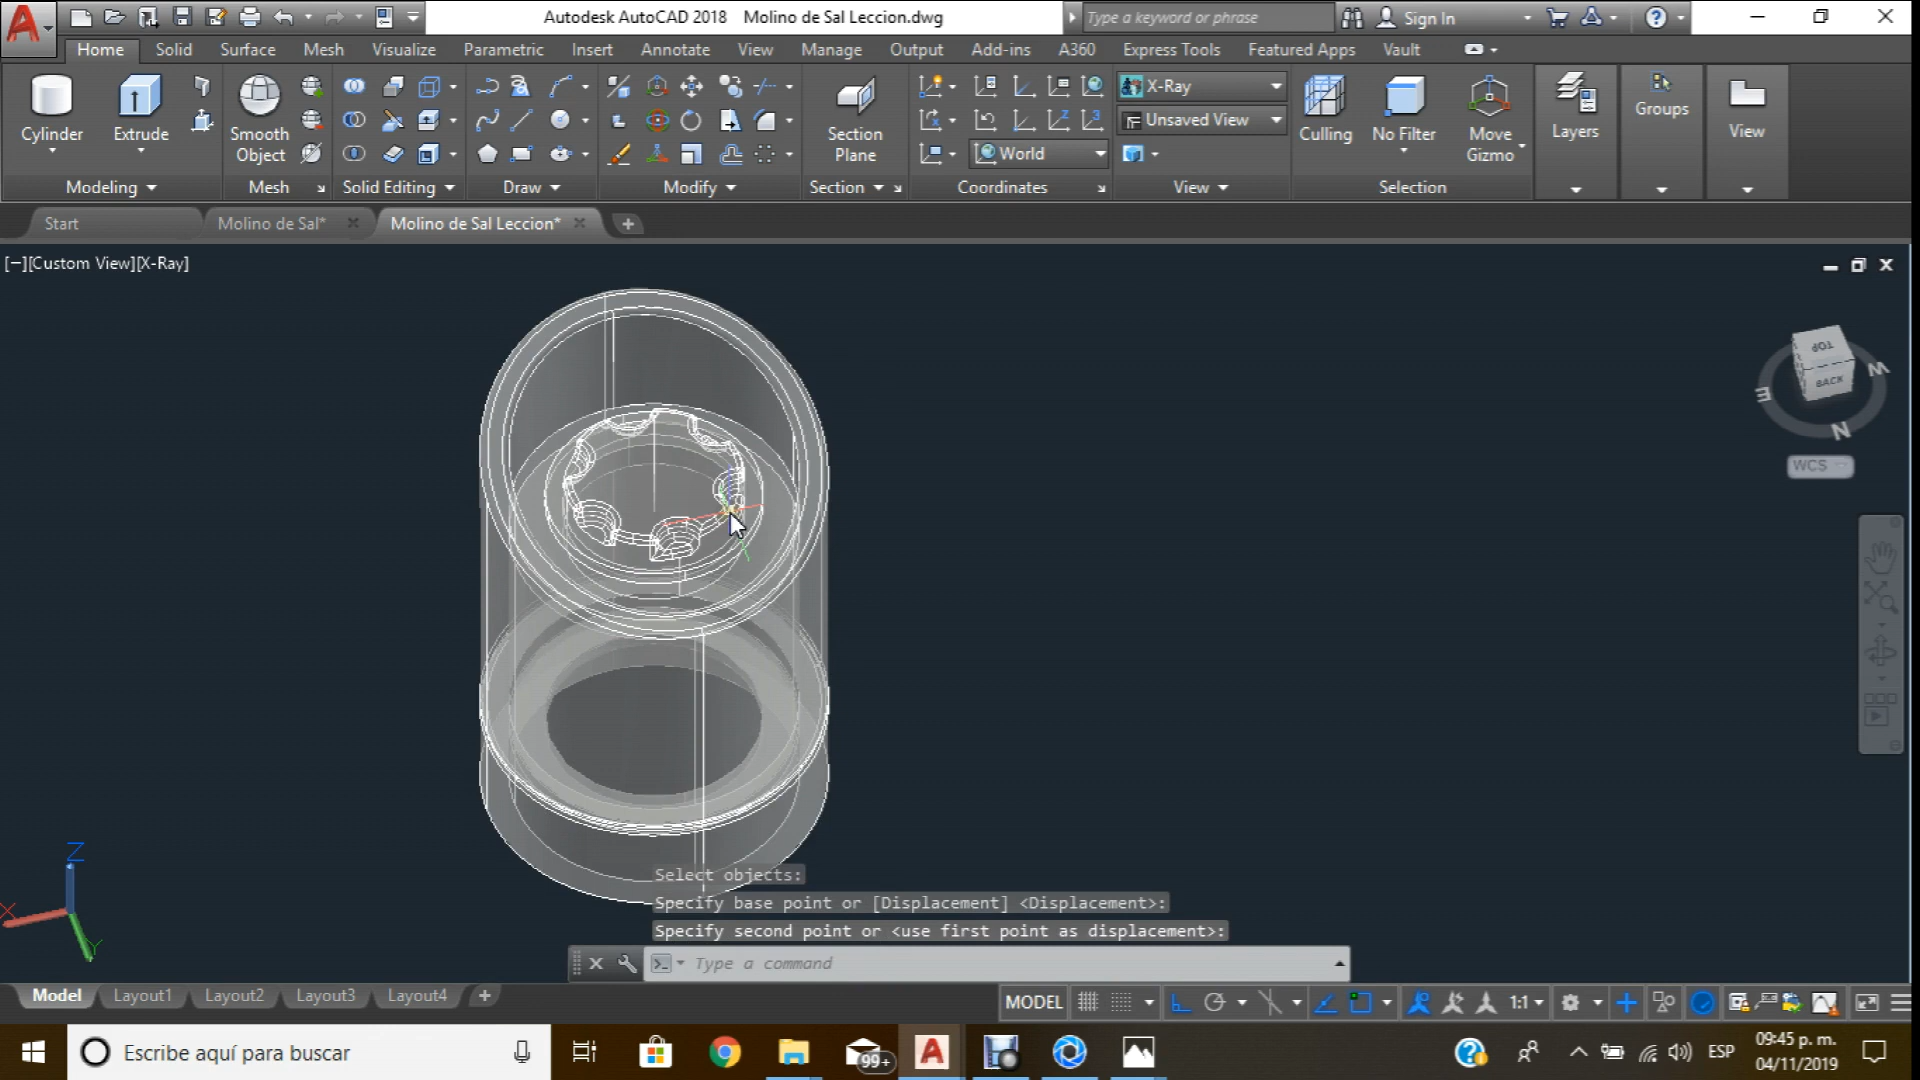 Autodesk AutoCAD 2018 Molino de Sal Leccion.dwg
Type a keyword or phrase
Sign In
Home Solid Surface Mesh Visualize Parametric Insert Annotate View Manage Output Add-ins A360 Express Tools Featured Apps Vault
X-Ray
Unsaved View
World
Cylinder
Extrude
Smooth
Object
Section
Plane
Culling
No Filter
Move
Gizmo
Layers
Groups
View
Modeling
Mesh
Solid Editing
Draw
Modify
Section
Coordinates
View
Selection
Start
Molino de Sal*
Molino de Sal Leccion*
[−][Custom View][X-Ray]
TOP
BACK
E
W
N
WCS
Z
X
Y
Select objects:
Specify base point or [Displacement] <Displacement>:
Specify second point or <use first point as displacement>:
Type a command
Model
Layout1
Layout2
Layout3
Layout4
MODEL
1:1
Escribe aquí para buscar
99+
ESP
09:45 p. m.
04/11/2019